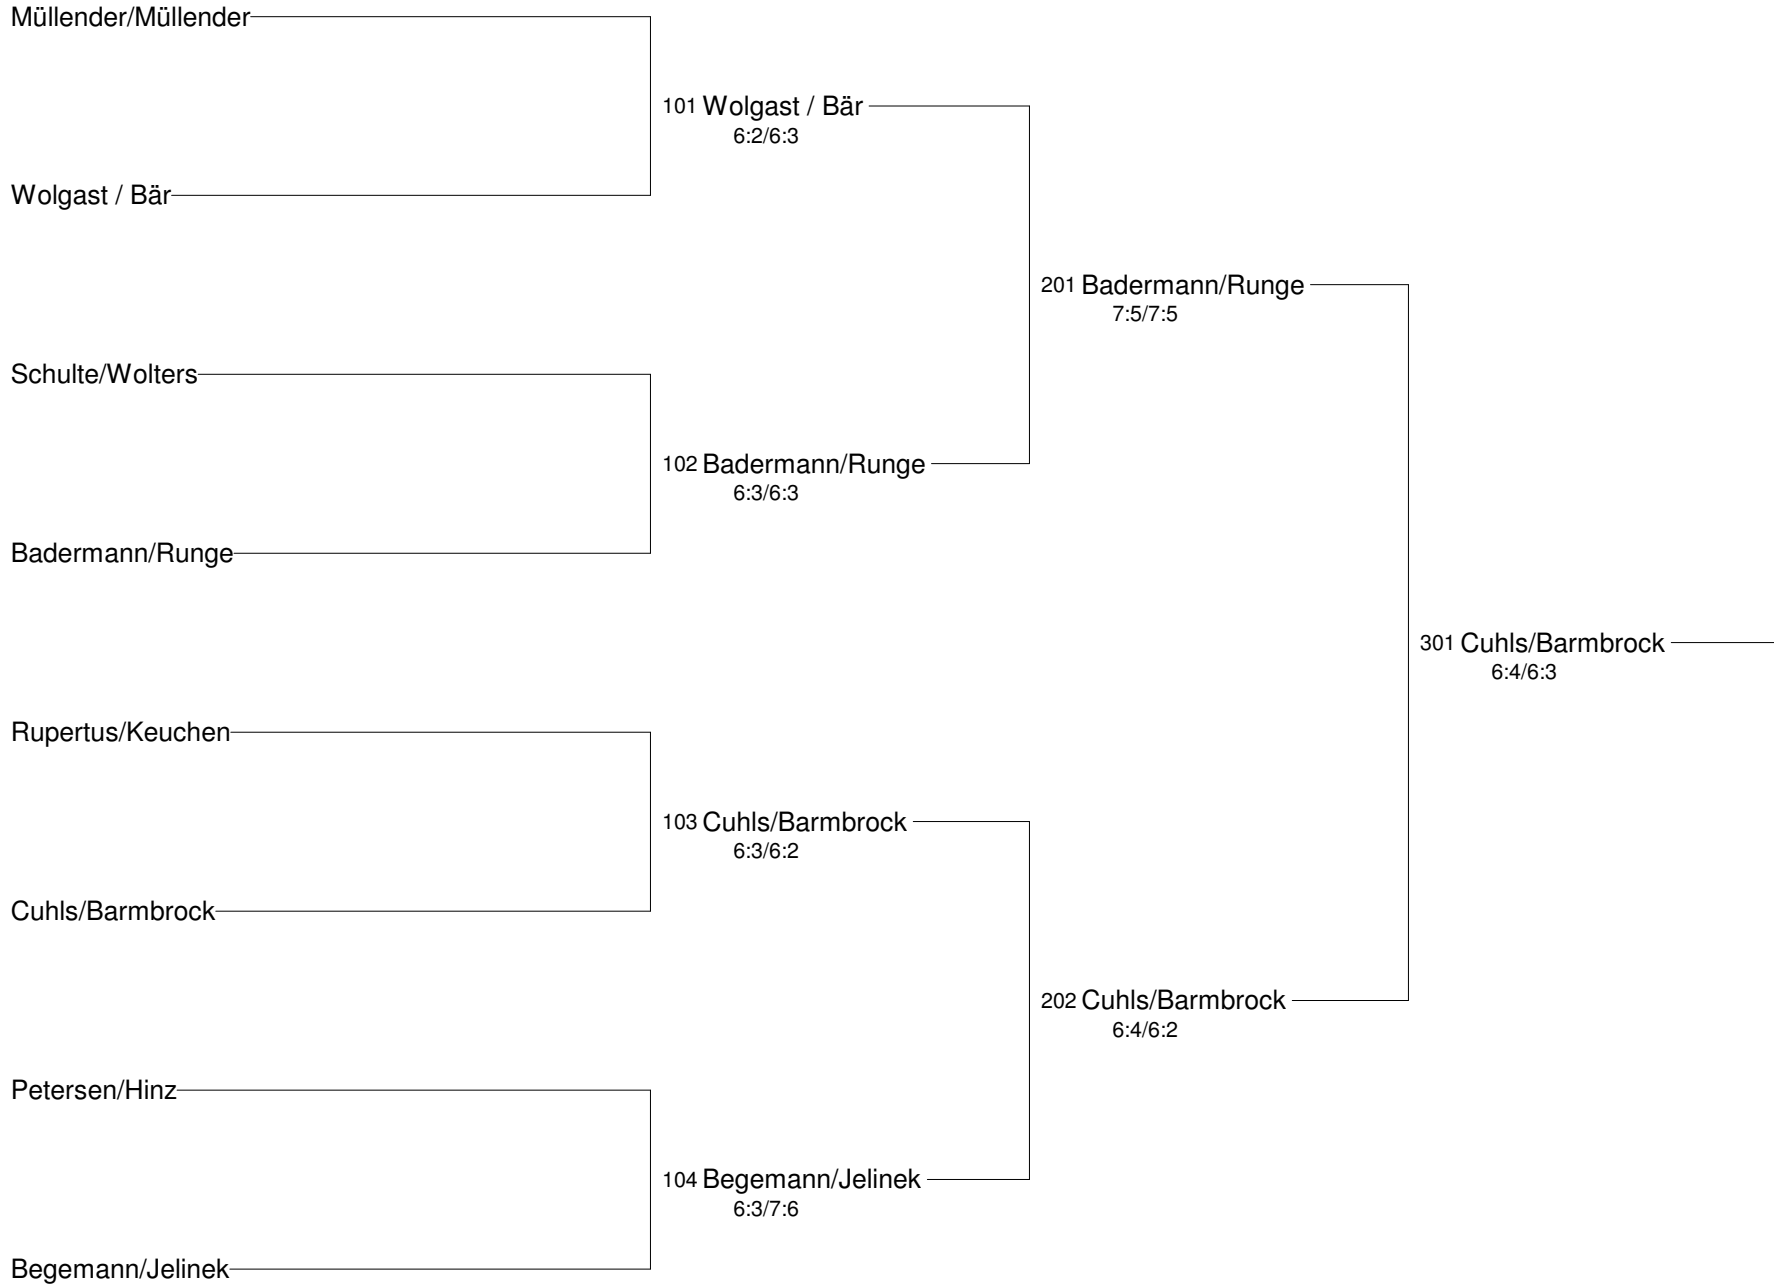 Müllender/Müllender
101 Wolgast / Bär
6:2/6:3
Wolgast / Bär
201 Badermann/Runge
7:5/7:5
Schulte/Wolters
102 Badermann/Runge
6:3/6:3
Badermann/Runge
301 Cuhls/Barmbrock
6:4/6:3
Rupertus/Keuchen
103 Cuhls/Barmbrock
6:3/6:2
Cuhls/Barmbrock
202 Cuhls/Barmbrock
6:4/6:2
Petersen/Hinz
104 Begemann/Jelinek
6:3/7:6
Begemann/Jelinek